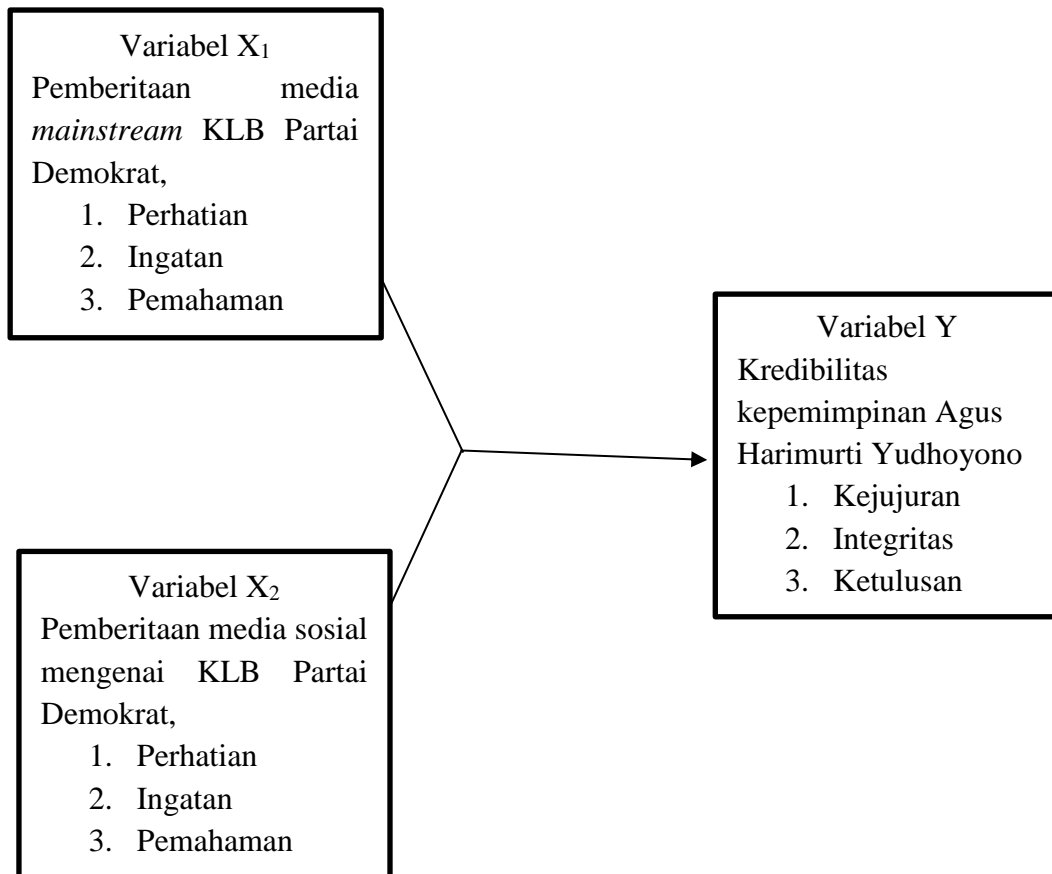 Variabel X₁
Pemberitaan media
mainstream KLB Partai
Demokrat,
1. Perhatian
2. Ingatan
3. Pemahaman
Variabel Y
Kredibilitas
kepemimpinan Agus
Harimurti Yudhoyono
1. Kejujuran
2. Integritas
3. Ketulusan
Variabel X₂
Pemberitaan media sosial
mengenai KLB Partai
Demokrat,
1. Perhatian
2. Ingatan
3. Pemahaman